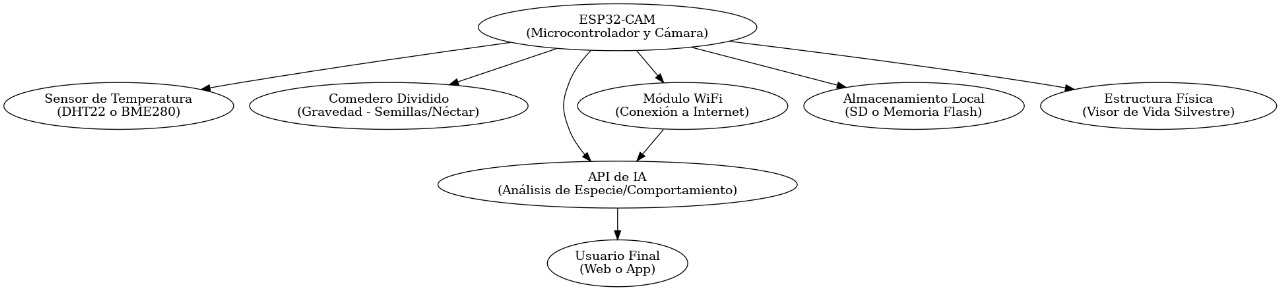 ESP32-CAM
(Microcontrolador y Cámara)
Sensor de Temperatura
(DHT22 o BME280)
Comedero Dividido
(Gravedad - Semillas/Néctar)
Módulo WiFi
(Conexión a Internet)
Almacenamiento Local
(SD o Memoria Flash)
Estructura Física
(Visor de Vida Silvestre)
API de IA
(Análisis de Especie/Comportamiento)
Usuario Final
(Web o App)